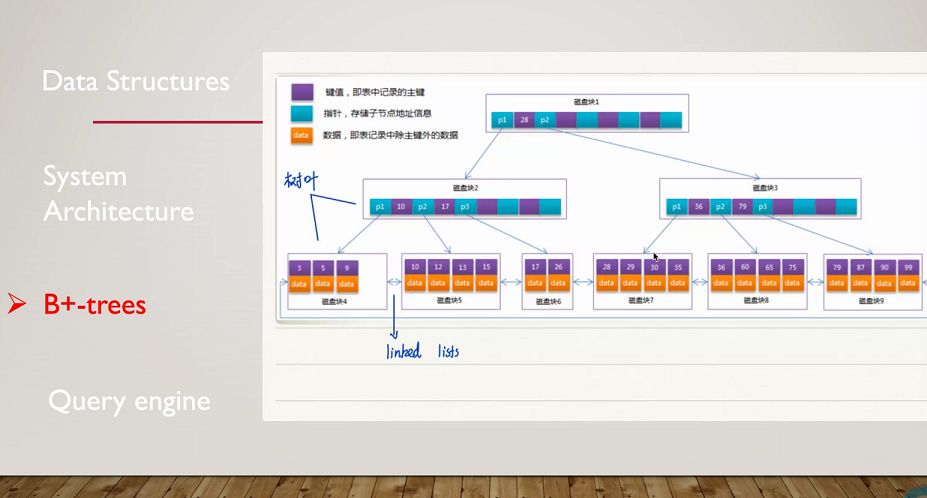 Data Structures
System
Architecture
B+-trees
Query engine
键值，即表中记录的主键
指针，存储子节点地址信息
data 数据，即表记录中除主键外的数据
磁盘块1
p1 28 p2
树叶
磁盘块2
p1 10 p2 17 p3
磁盘块3
p1 36 p2 79 p3
3 5 9
data data data
磁盘块4
10 12 13 15
data data data data
磁盘块5
17 26
data data
磁盘块6
28 29 30 35
data data data data
磁盘块7
36 60 65 75
data data data data
磁盘块8
79 87 90 99
data data data data
磁盘块9
linked lists